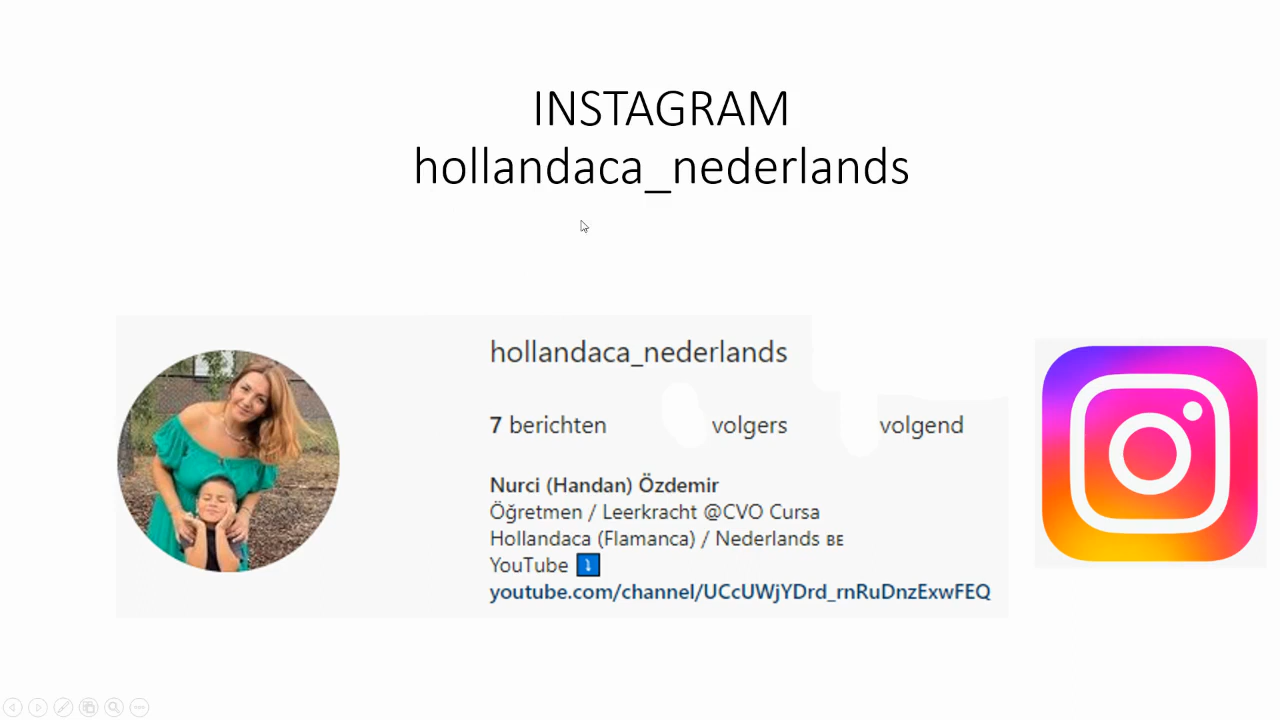 INSTAGRAM
hollandaca_nederlands
hollandaca_nederlands
7 berichten volgers volgend
Nurci (Handan) Özdemir
Öğretmen / Leerkracht @CVO Cursa
Hollandaca (Flamanca) / Nederlands BE
YouTube ⤵
youtube.com/channel/UCcUWjYDrd_rnRuDnzExwFEQ